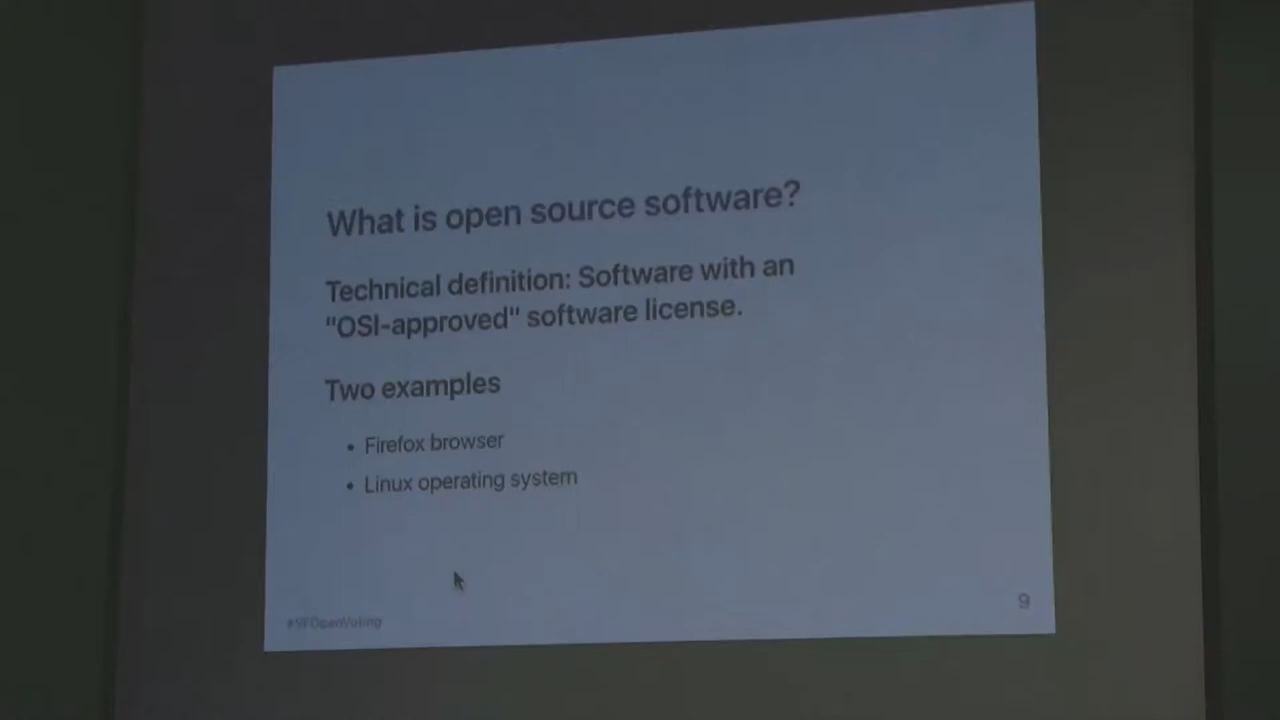 What is open source software?
Technical definition: Software with an
"OSI-approved" software license.
Two examples
• Firefox browser
• Linux operating system
#SFOpenVoting
9